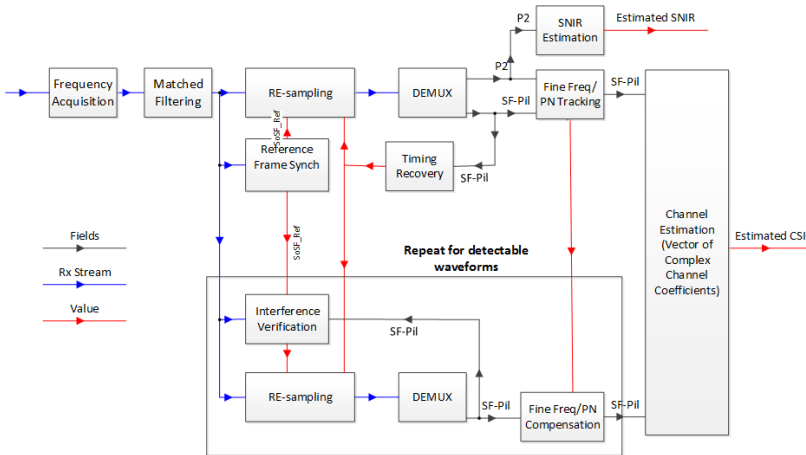 P2
SNIR
Estimation
Estimated SNIR
Frequency
Acquisition
Matched
Filtering
RE-sampling
DEMUX
P2
SF-Pil
Fine Freq/
PN Tracking
SF-Pil
SoSF_Ref
Reference
Frame Synch
Timing
Recovery
SF-Pil
Fields
Rx Stream
Value
SoSF_Ref
Repeat for detectable
waveforms
Channel
Estimation
(Vector of
Complex
Channel
Coefficients)
Estimated CSI
Interference
Verification
SF-Pil
RE-sampling
DEMUX
SF-Pil
Fine Freq/PN
Compensation
SF-Pil